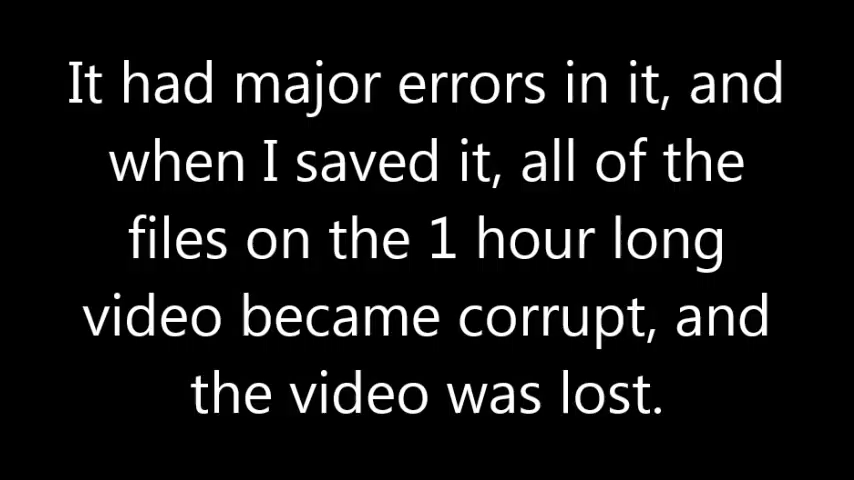 It had major errors in it, and
when I saved it, all of the
files on the 1 hour long
video became corrupt, and
the video was lost.